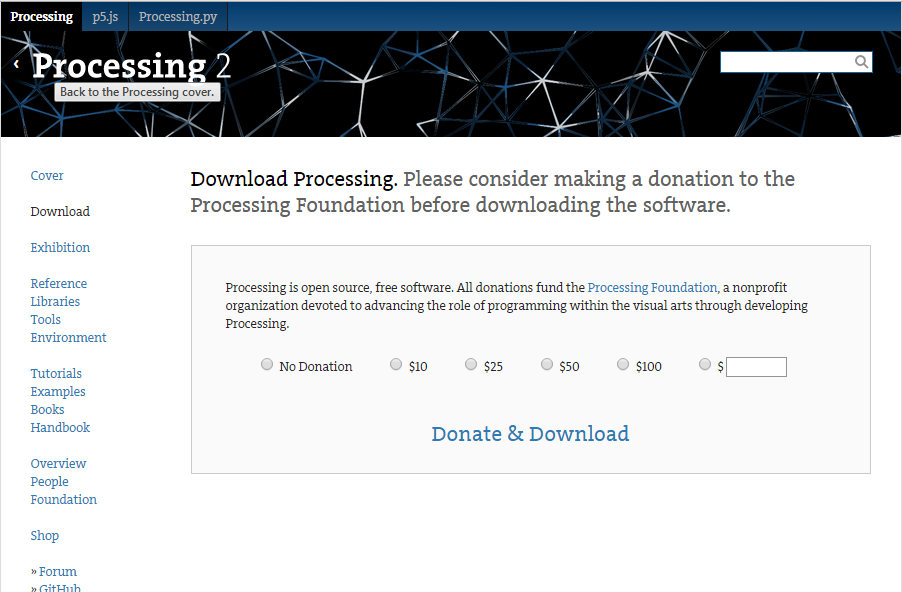 Processing p5.js Processing.py
‹ Processing 2
Back to the Processing cover.
Cover
Download
Exhibition
Reference
Libraries
Tools
Environment
Tutorials
Examples
Books
Handbook
Overview
People
Foundation
Shop
» Forum
» GitHub
Download Processing. Please consider making a donation to the
Processing Foundation before downloading the software.
Processing is open source, free software. All donations fund the Processing Foundation, a nonprofit
organization devoted to advancing the role of programming within the visual arts through developing
Processing.
No Donation $10 $25 $50 $100 $
Donate & Download